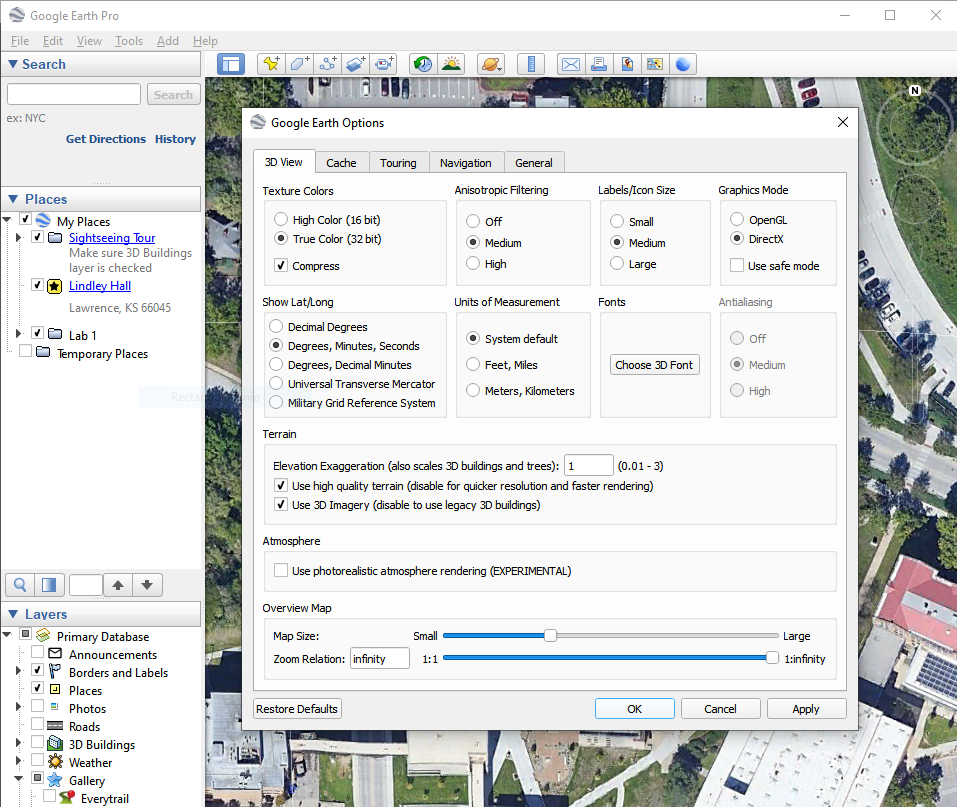 Google Earth Pro
File Edit View Tools Add Help
Search
Search
ex: NYC
Get Directions History
Places
My Places
Sightseeing Tour
Make sure 3D Buildings
layer is checked
Lindley Hall
Lawrence, KS 66045
Lab 1
Temporary Places
Layers
Primary Database
Announcements
Borders and Labels
Places
Photos
Roads
3D Buildings
Weather
Gallery
Everytrail
N
Google Earth Options
3D View Cache Touring Navigation General
Texture Colors
High Color (16 bit)
True Color (32 bit)
Compress
Anisotropic Filtering
Off
Medium
High
Labels/Icon Size
Small
Medium
Large
Graphics Mode
OpenGL
DirectX
Use safe mode
Show Lat/Long
Decimal Degrees
Degrees, Minutes, Seconds
Degrees, Decimal Minutes
Universal Transverse Mercator
Military Grid Reference System
Units of Measurement
System default
Feet, Miles
Meters, Kilometers
Fonts
Choose 3D Font
Antialiasing
Off
Medium
High
Terrain
Elevation Exaggeration (also scales 3D buildings and trees): 1 (0.01 - 3)
Use high quality terrain (disable for quicker resolution and faster rendering)
Use 3D Imagery (disable to use legacy 3D buildings)
Atmosphere
Use photorealistic atmosphere rendering (EXPERIMENTAL)
Overview Map
Map Size: Small Large
Zoom Relation: infinity 1:1 1:infinity
Restore Defaults OK Cancel Apply